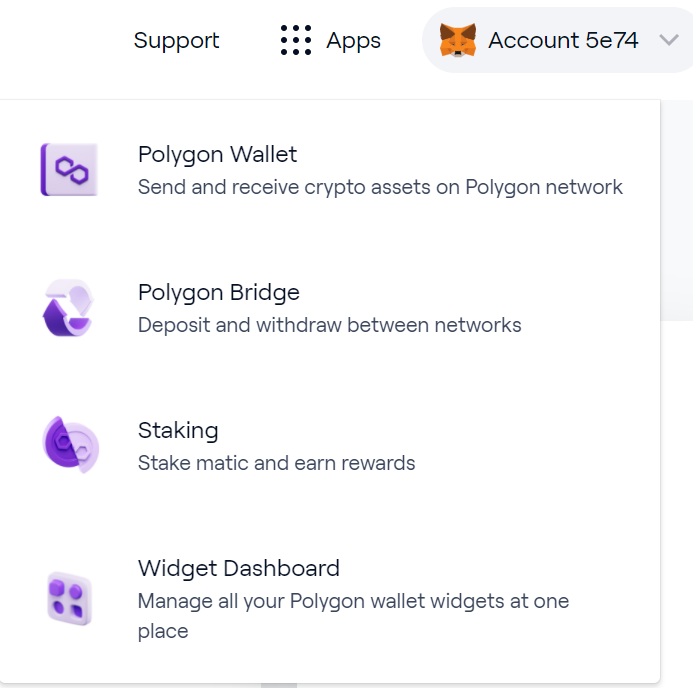 Support
Apps
Account 5e74
Polygon Wallet
Send and receive crypto assets on Polygon network
Polygon Bridge
Deposit and withdraw between networks
Staking
Stake matic and earn rewards
Widget Dashboard
Manage all your Polygon wallet widgets at one
place